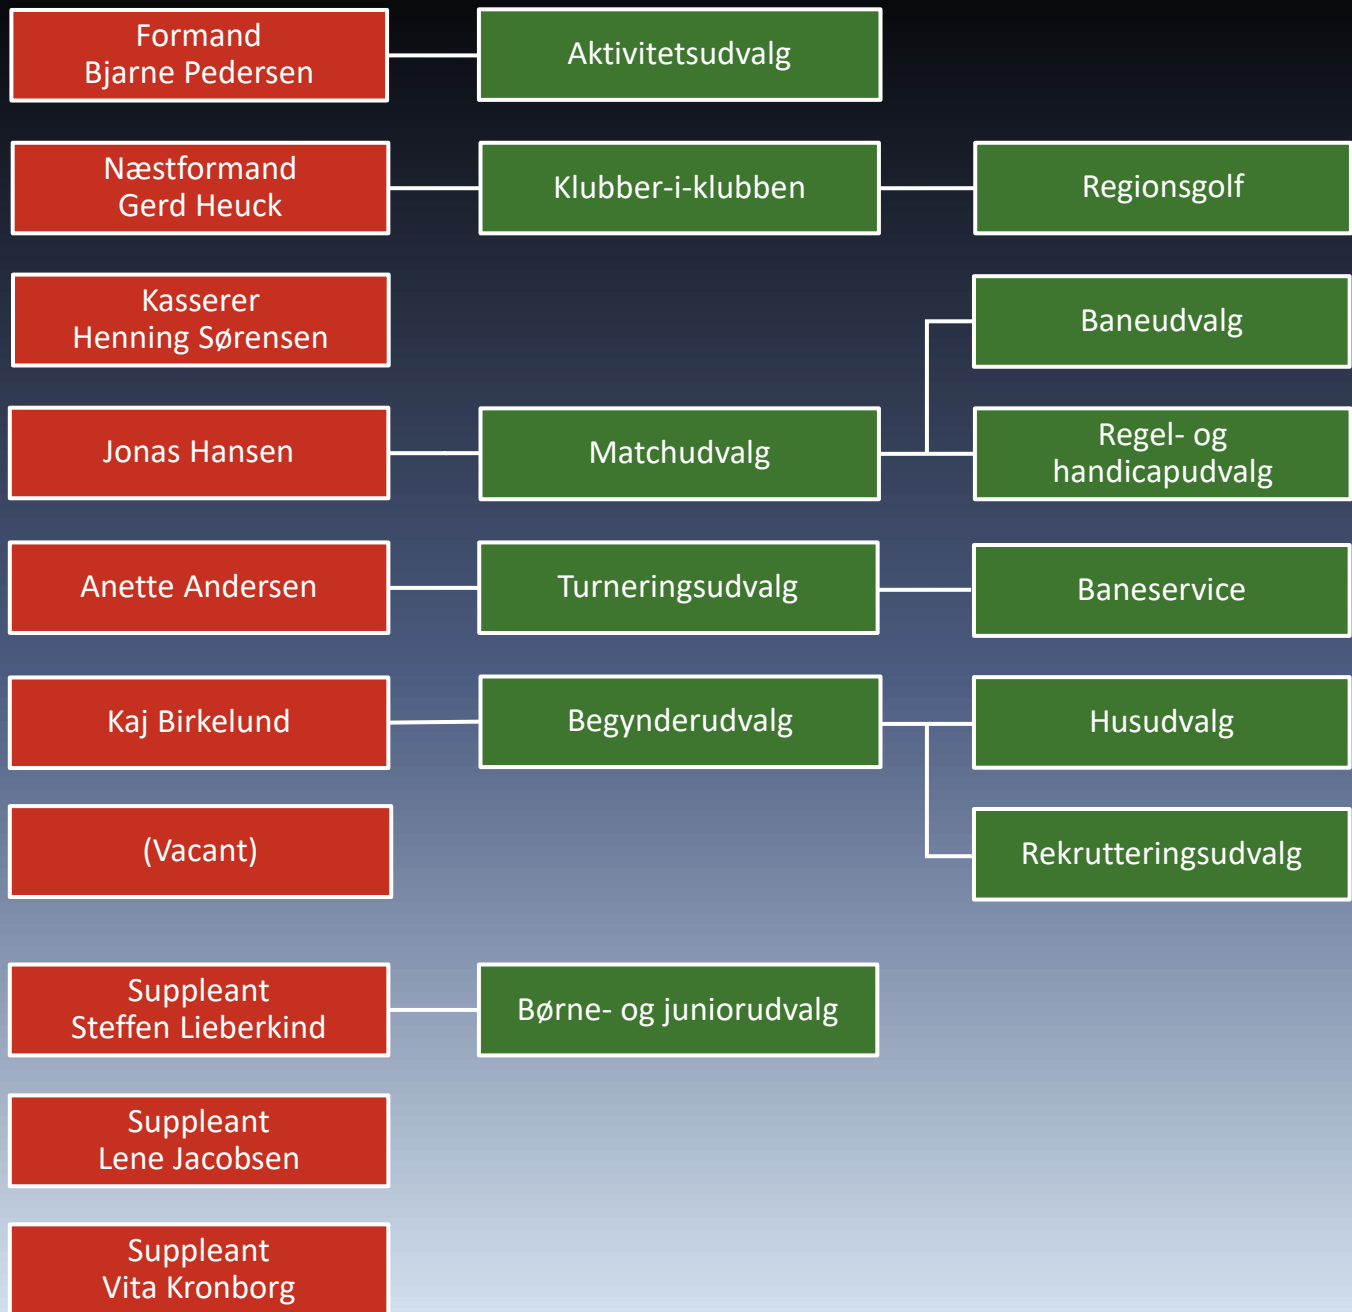 Formand
Bjarne Pedersen
Aktivitetsudvalg
Næstformand
Gerd Heuck
Klubber-i-klubben
Regionsgolf
Kasserer
Henning Sørensen
Baneudvalg
Jonas Hansen
Matchudvalg
Regel- og
handicapudvalg
Anette Andersen
Turneringsudvalg
Baneservice
Kaj Birkelund
Begynderudvalg
Husudvalg
(Vacant)
Rekrutteringsudvalg
Suppleant
Steffen Lieberkind
Børne- og juniorudvalg
Suppleant
Lene Jacobsen
Suppleant
Vita Kronborg